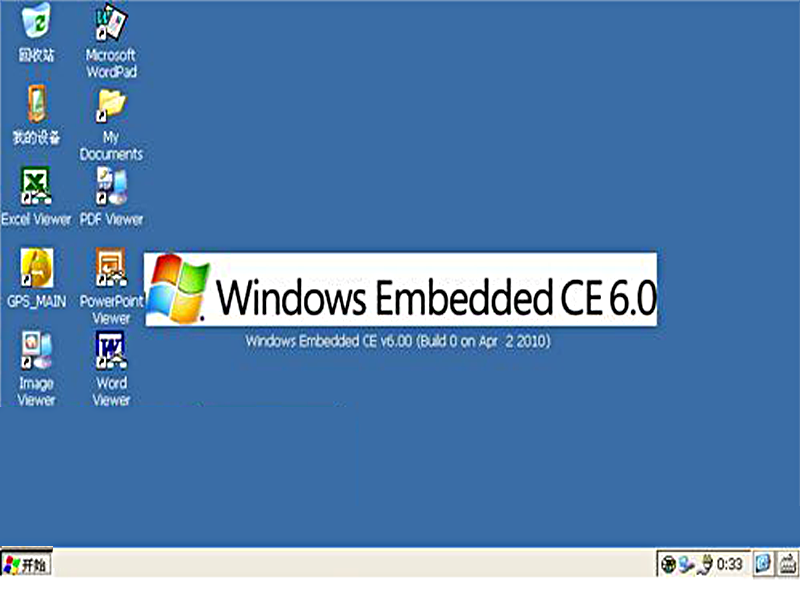 回收站
Microsoft
WordPad
我的设备
My
Documents
Excel Viewer
PDF Viewer
GPS_MAIN
PowerPoint
Viewer
Image
Viewer
Word
Viewer
Windows Embedded CE 6.0
Windows Embedded CE v6.00 (Build 0 on Apr 2 2010)
开始
0:33